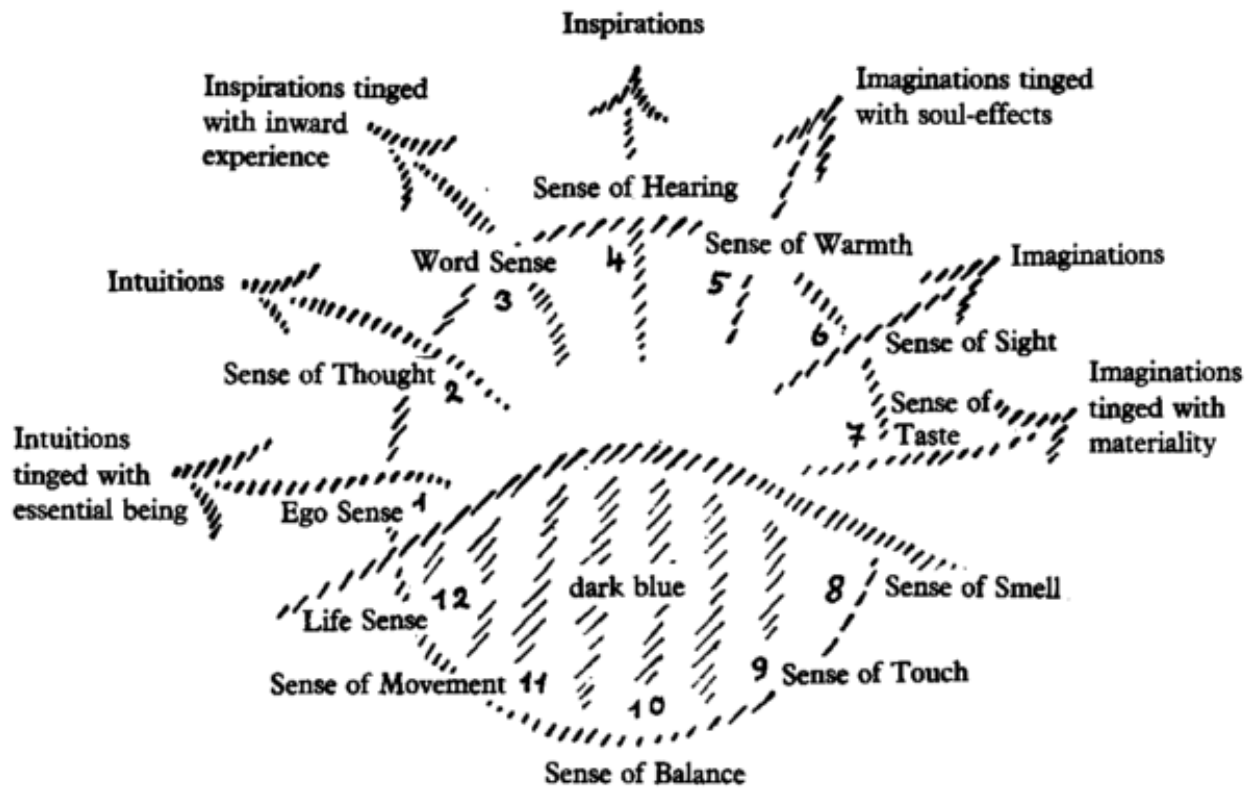 Inspirations
Inspirations tinged
with inward
experience
Imaginations tinged
with soul-effects
Sense of Hearing
Word Sense
3
4
Sense of Warmth
5
Imaginations
Intuitions
6
Sense of Sight
Sense of Thought
2
Sense of
Taste
7
Imaginations
tinged with
materiality
Intuitions
tinged with
essential being
Ego Sense
1
12
dark blue
8
Sense of Smell
Life Sense
Sense of Movement
11
10
9
Sense of Touch
Sense of Balance